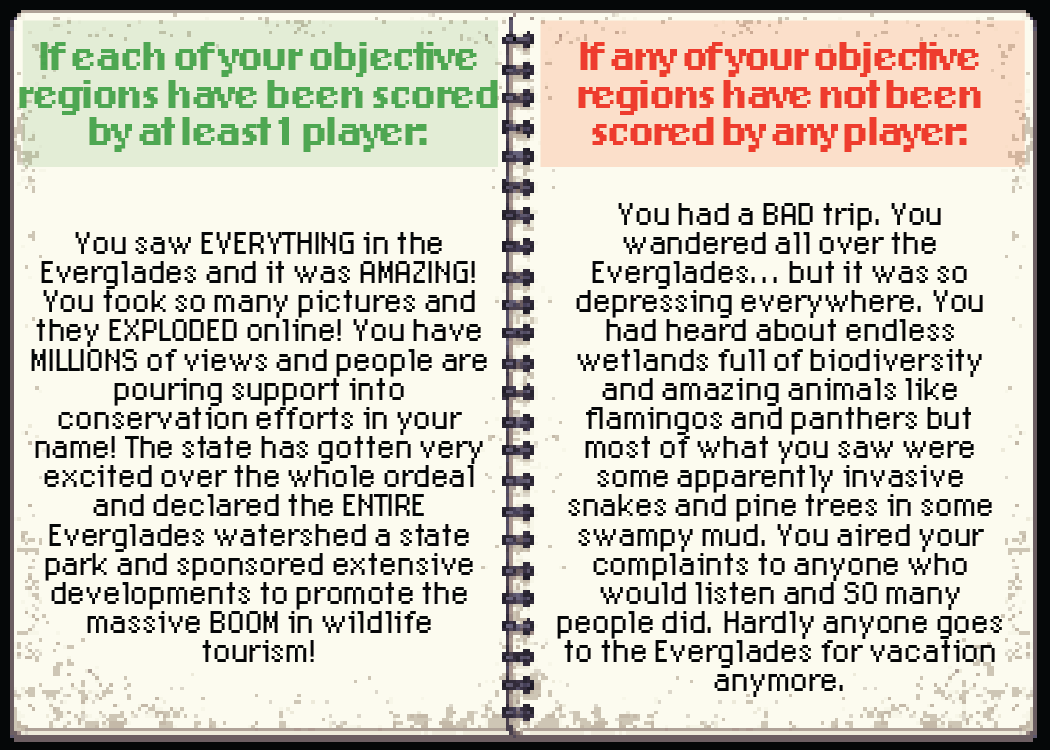 If each of your objective
regions have been scored
by at least 1 player:
You saw EVERYTHING in the
Everglades and it was AMAZING!
You took so many pictures and
they EXPLODED online! You have
MILLIONS of views and people are
pouring support into
conservation efforts in your
name! The state has gotten very
excited over the whole ordeal
and declared the ENTIRE
Everglades watershed a state
park and sponsored extensive
developments to promote the
massive BOOM in wildlife
tourism!
If any of your objective
regions have not been
scored by any player:
You had a BAD trip. You
wandered all over the
Everglades... but it was so
depressing everywhere. You
had heard about endless
wetlands full of biodiversity
and amazing animals like
flamingos and panthers but
most of what you saw were
some apparently invasive
snakes and pine trees in some
swampy mud. You aired your
complaints to anyone who
would listen and SO many
people did. Hardly anyone goes
to the Everglades for vacation
anymore.